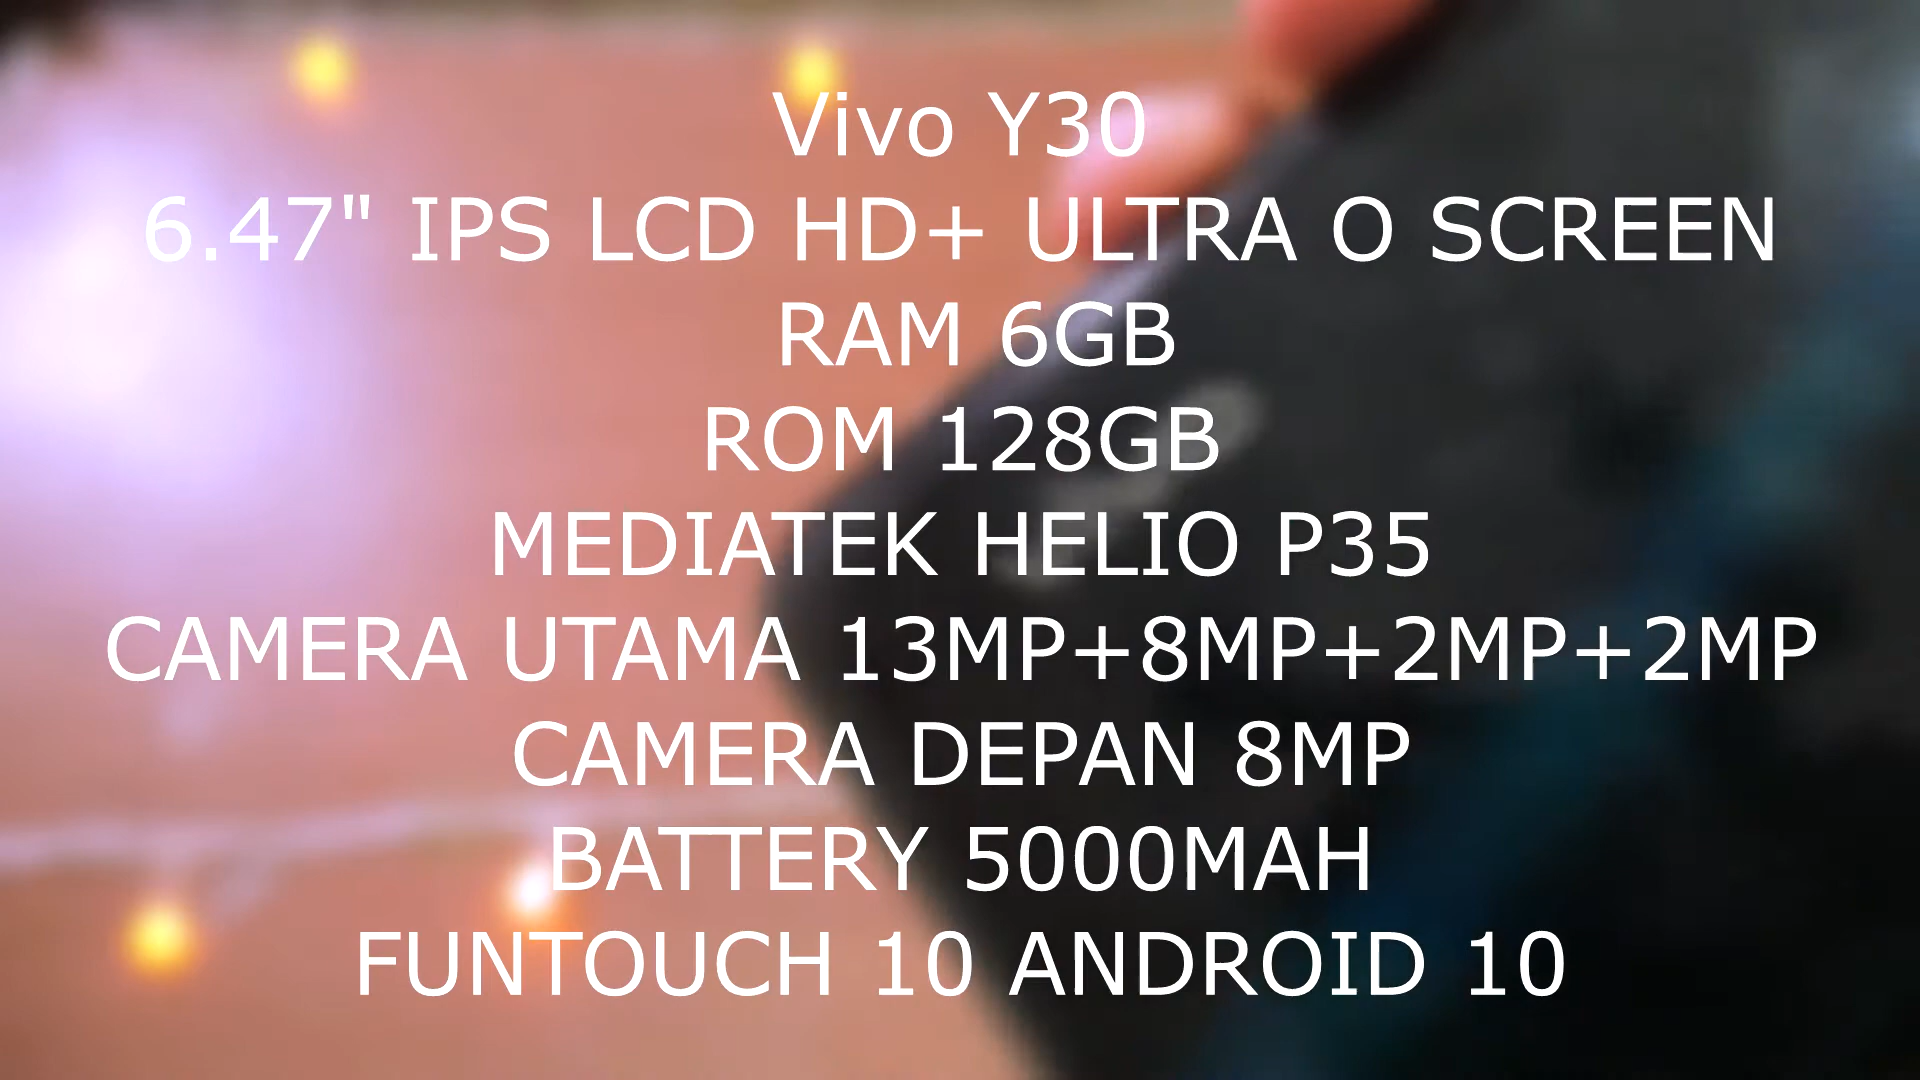 Vivo Y30
6.47" IPS LCD HD+ ULTRA O SCREEN
RAM 6GB
ROM 128GB
MEDIATEK HELIO P35
CAMERA UTAMA 13MP+8MP+2MP+2MP
CAMERA DEPAN 8MP
BATTERY 5000MAH
FUNTOUCH 10 ANDROID 10